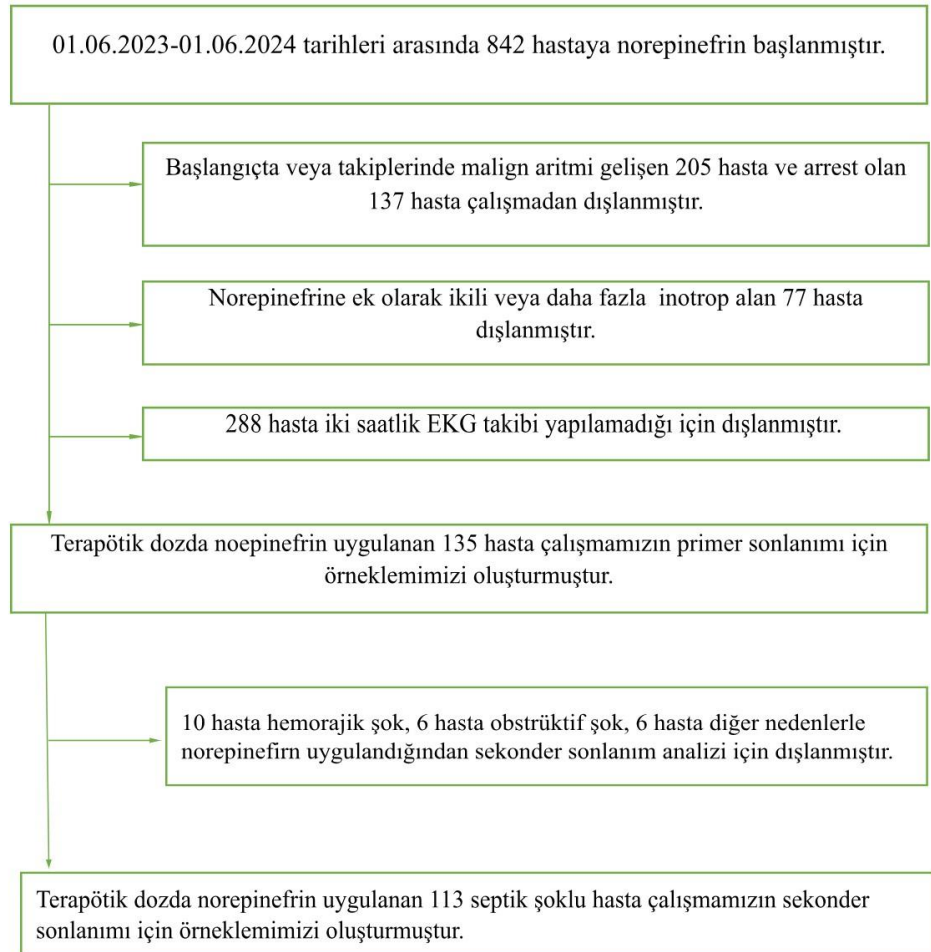 01.06.2023-01.06.2024 tarihleri arasında 842 hastaya norepinefrin başlanmıştır.
Başlangıçta veya takiplerinde malign aritmi gelişen 205 hasta ve arrest olan
137 hasta çalışmadan dışlanmıştır.
Norepinefrine ek olarak ikili veya daha fazla inotrop alan 77 hasta
dışlanmıştır.
288 hasta iki saatlik EKG takibi yapılamadığı için dışlanmıştır.
Terapötik dozda noepinefrin uygulanan 135 hasta çalışmamızın primer sonlanımı için
örneklemimizi oluşturmuştur.
10 hasta hemorajik şok, 6 hasta obstrüktif şok, 6 hasta diğer nedenlerle
norepinefirn uygulandığından sekonder sonlanım analizi için dışlanmıştır.
Terapötik dozda norepinefrin uygulanan 113 septik şoklu hasta çalışmamızın sekonder
sonlanımı için örneklemimizi oluşturmuştur.